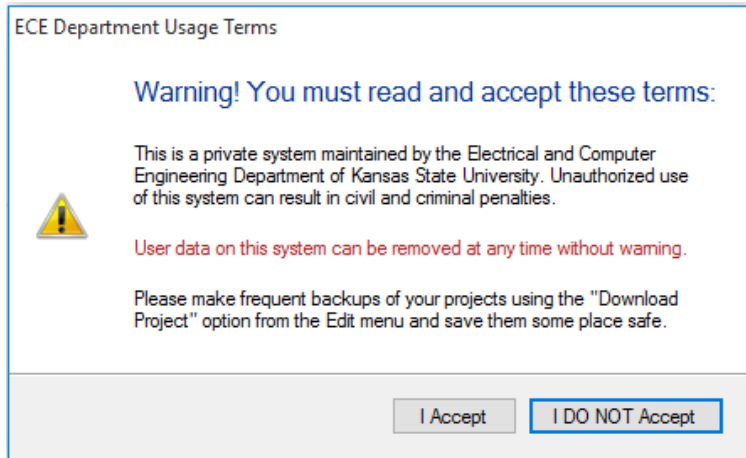 ECE Department Usage Terms
Warning! You must read and accept these terms:
This is a private system maintained by the Electrical and Computer
Engineering Department of Kansas State University. Unauthorized use
of this system can result in civil and criminal penalties.
User data on this system can be removed at any time without warning.
Please make frequent backups of your projects using the "Download
Project" option from the Edit menu and save them some place safe.
I Accept
I DO NOT Accept